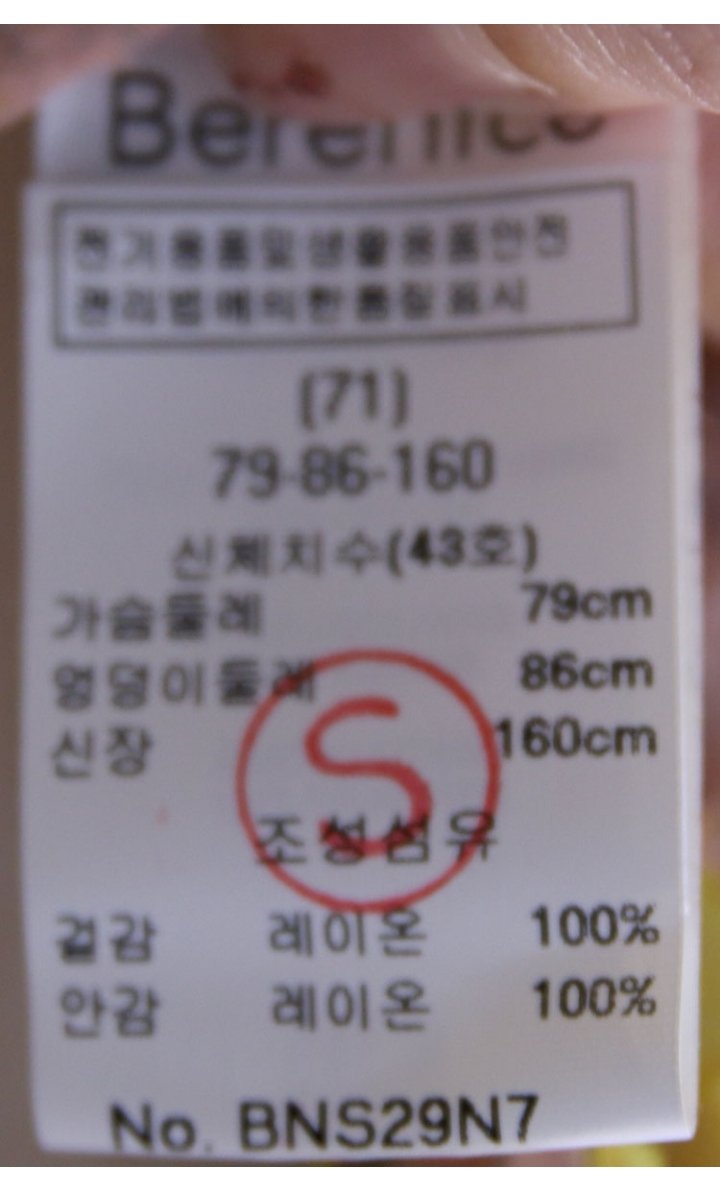 Berenice
전기용품및생활용품안전
관리법에의한품질표시
(71)
79-86-160
신체치수(43호)
가슴둘레 79cm
엉덩이둘레 86cm
신장 160cm
S
조성섬유
겉감 레이온 100%
안감 레이온 100%
No. BNS29N7